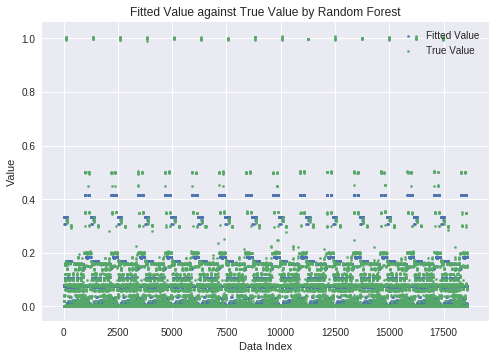 Fitted Value against True Value by Random Forest
Fitted Value
True Value
1.0
0.8
0.6
0.4
0.2
0.0
Value
0 2500 5000 7500 10000 12500 15000 17500
Data Index